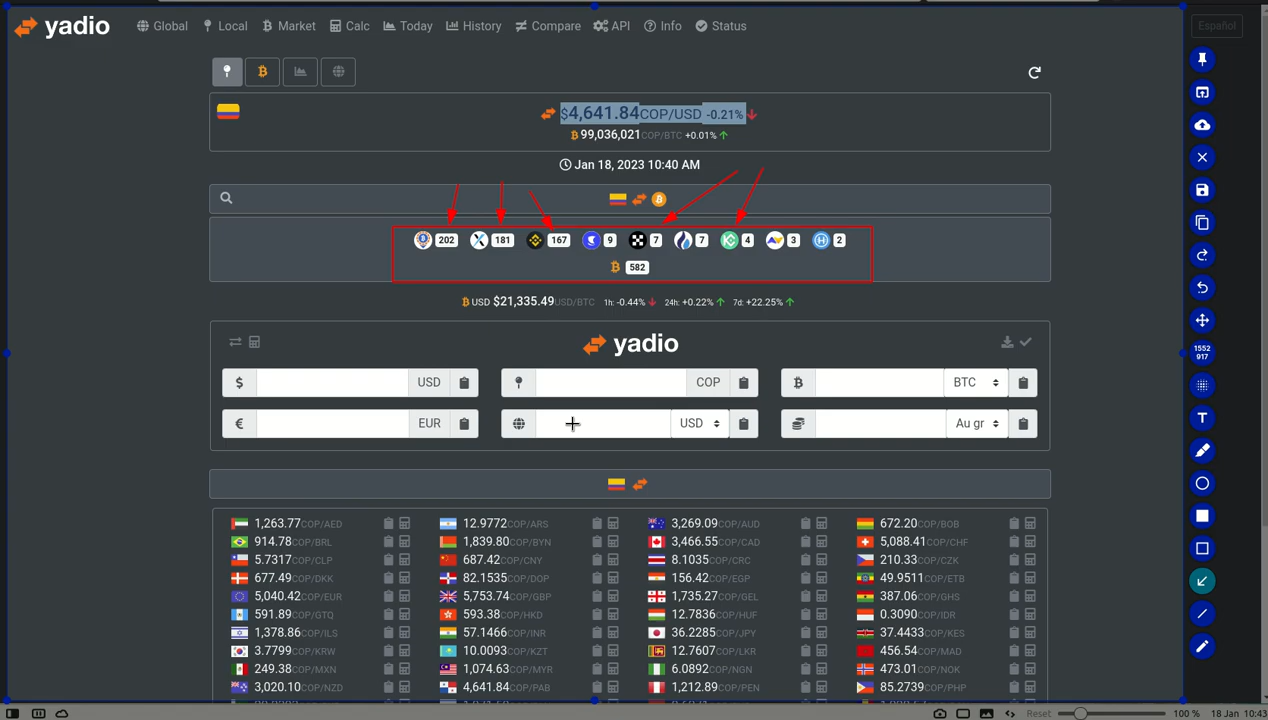 yadio Global Local Market Calc Today History Compare API Info Status Español
$4,641.84COP/USD -0.21%
99,036,021COP/BTC +0.01%
Jan 18, 2023 10:40 AM
202 181 167 9 7 7 4 3 2
582
USD $21,335.49USD/BTC 1h: -0.44% 24h: +0.22% 7d: +22.25%
1552
917
yadio
$ USD COP BTC
€ EUR USD Au gr
1,263.77COP/AED 12.9772COP/ARS 3,269.09COP/AUD 672.20COP/BOB
914.78COP/BRL 1,839.80COP/BYN 3,466.55COP/CAD 5,088.41COP/CHF
5.7317COP/CLP 687.42COP/CNY 8.1035COP/CRC 210.33COP/CZK
677.49COP/DKK 82.1535COP/DOP 156.42COP/EGP 49.9511COP/ETB
5,040.42COP/EUR 5,753.74COP/GBP 1,735.27COP/GEL 387.06COP/GHS
591.89COP/GTQ 593.38COP/HKD 12.7836COP/HUF 0.3090COP/IDR
1,378.86COP/ILS 57.1466COP/INR 36.2285COP/JPY 37.4433COP/KES
3.7799COP/KRW 10.0093COP/KZT 12.7607COP/LKR 456.54COP/MAD
249.38COP/MXN 1,074.63COP/MYR 6.0892COP/NGN 473.01COP/NOK
3,020.10COP/NZD 4,641.84COP/PAB 1,212.89COP/PEN 85.2739COP/PHP
Reset 100 % 18 Jan 10:43